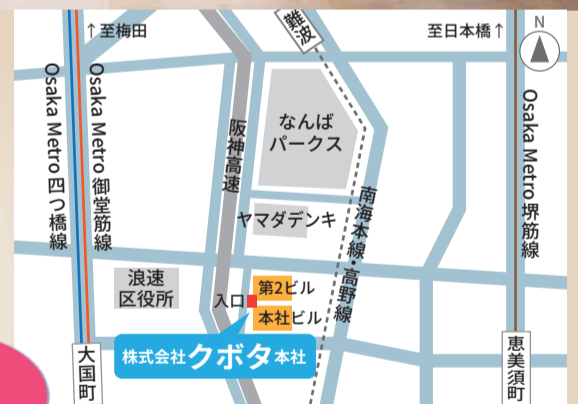 ↑至梅田
難波
至日本橋↑
N
Osaka Metro 四つ橋線
Osaka Metro 御堂筋線
阪神高速
なんば
パークス
Osaka Metro 堺筋線
ヤマダデンキ
南海本線・高野線
浪速
区役所
入口
第2ビル
本社ビル
株式会社クボタ本社
大国町
恵美須町